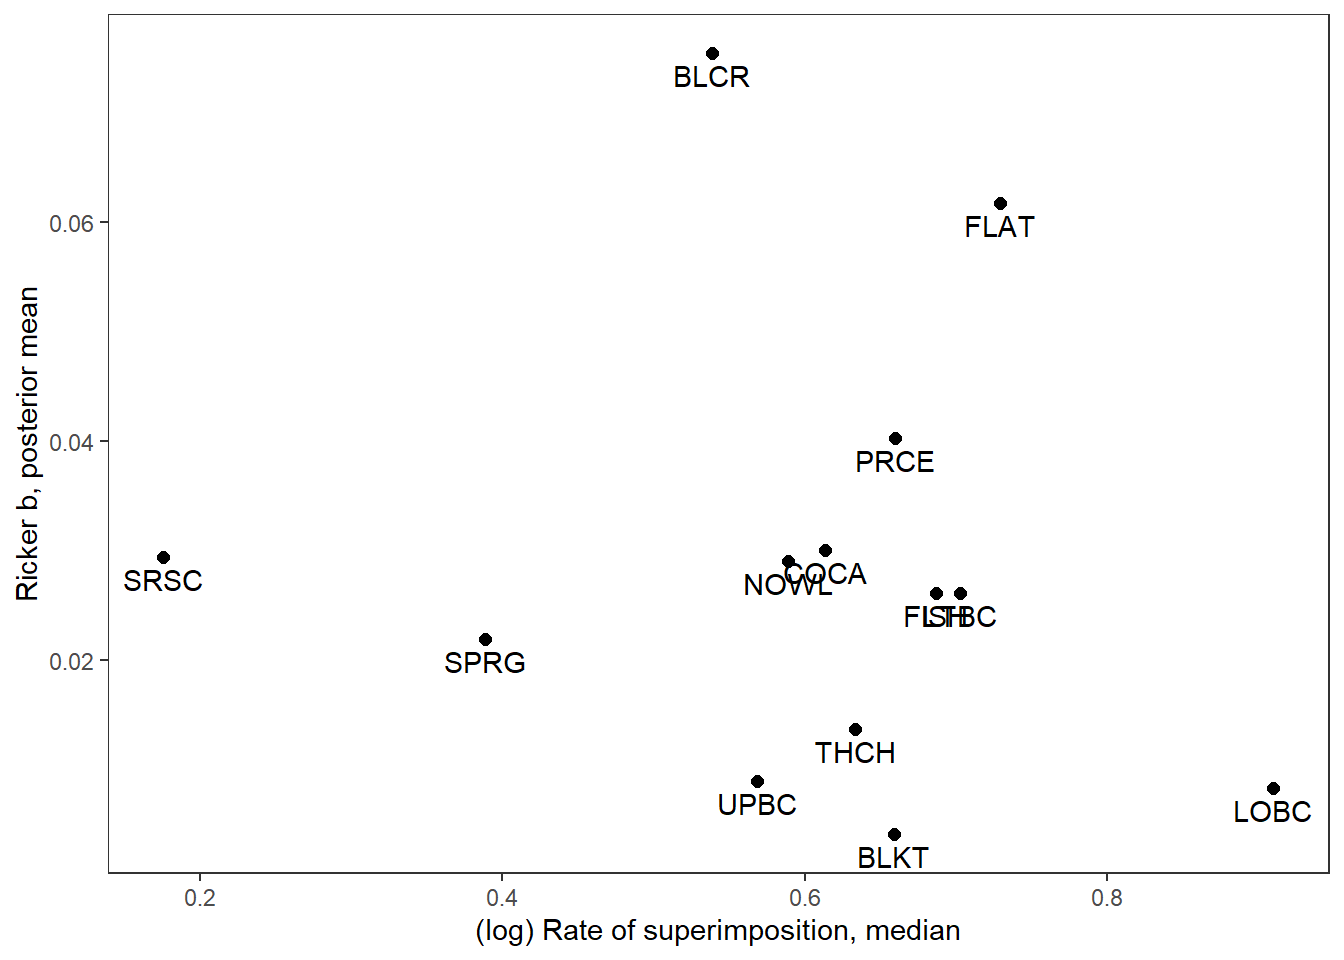 BLCR
FLAT
0.06
PRCE
0.04
COCA
NOWL
SRSC
SPRG
0.02
THCH
UPBC
LOBC
BLKT
0.2 0.4 0.6 0.8
(log) Rate of superimposition, median
Ricker b, posterior mean